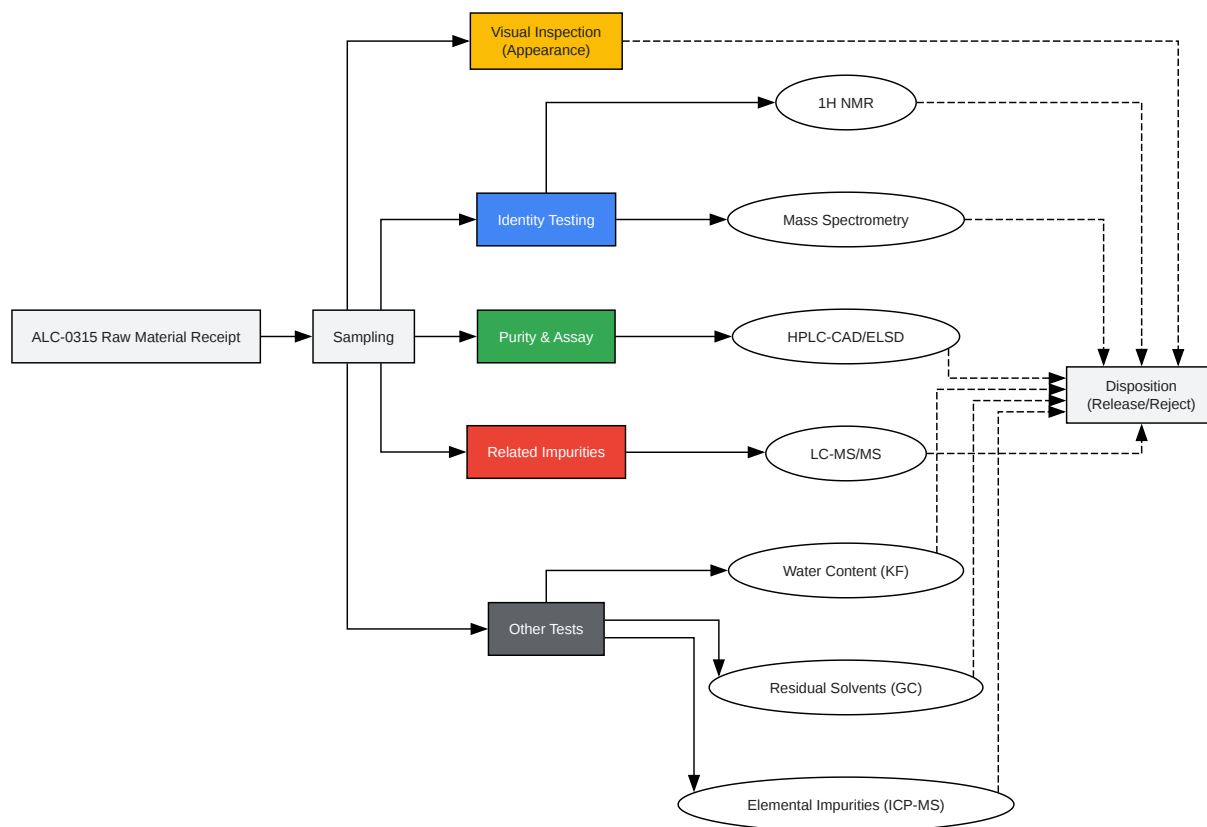 Visual Inspection
(Appearance)
1H NMR
Identity Testing
Mass Spectrometry
ALC-0315 Raw Material Receipt
Sampling
Purity & Assay
HPLC-CAD/ELSD
Disposition
(Release/Reject)
Related Impurities
LC-MS/MS
Water Content (KF)
Other Tests
Residual Solvents (GC)
Elemental Impurities (ICP-MS)